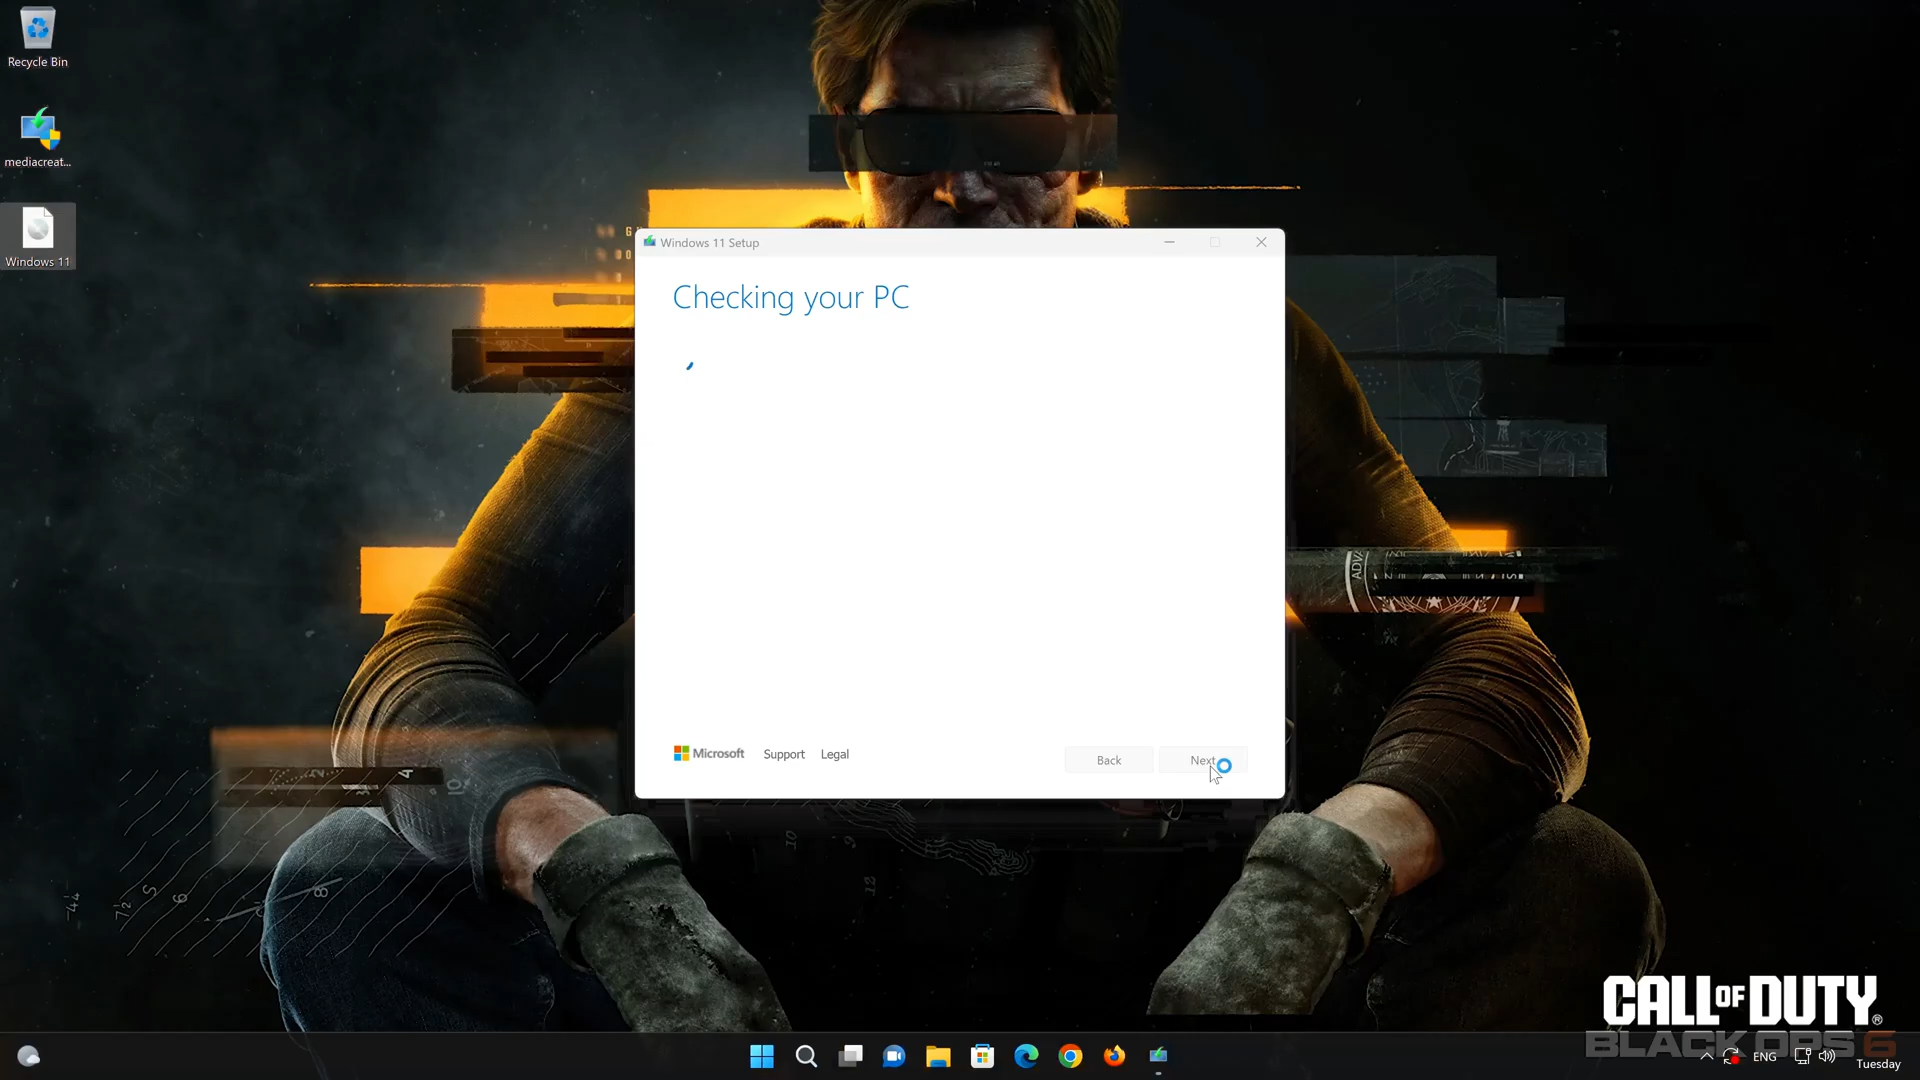 Recycle Bin
mediacreat...
Windows 11
Windows 11 Setup
Checking your PC
Microsoft
Support
Legal
Back
Next
CALL OF DUTY®
BLACK OPS 6
ENG
Tuesday